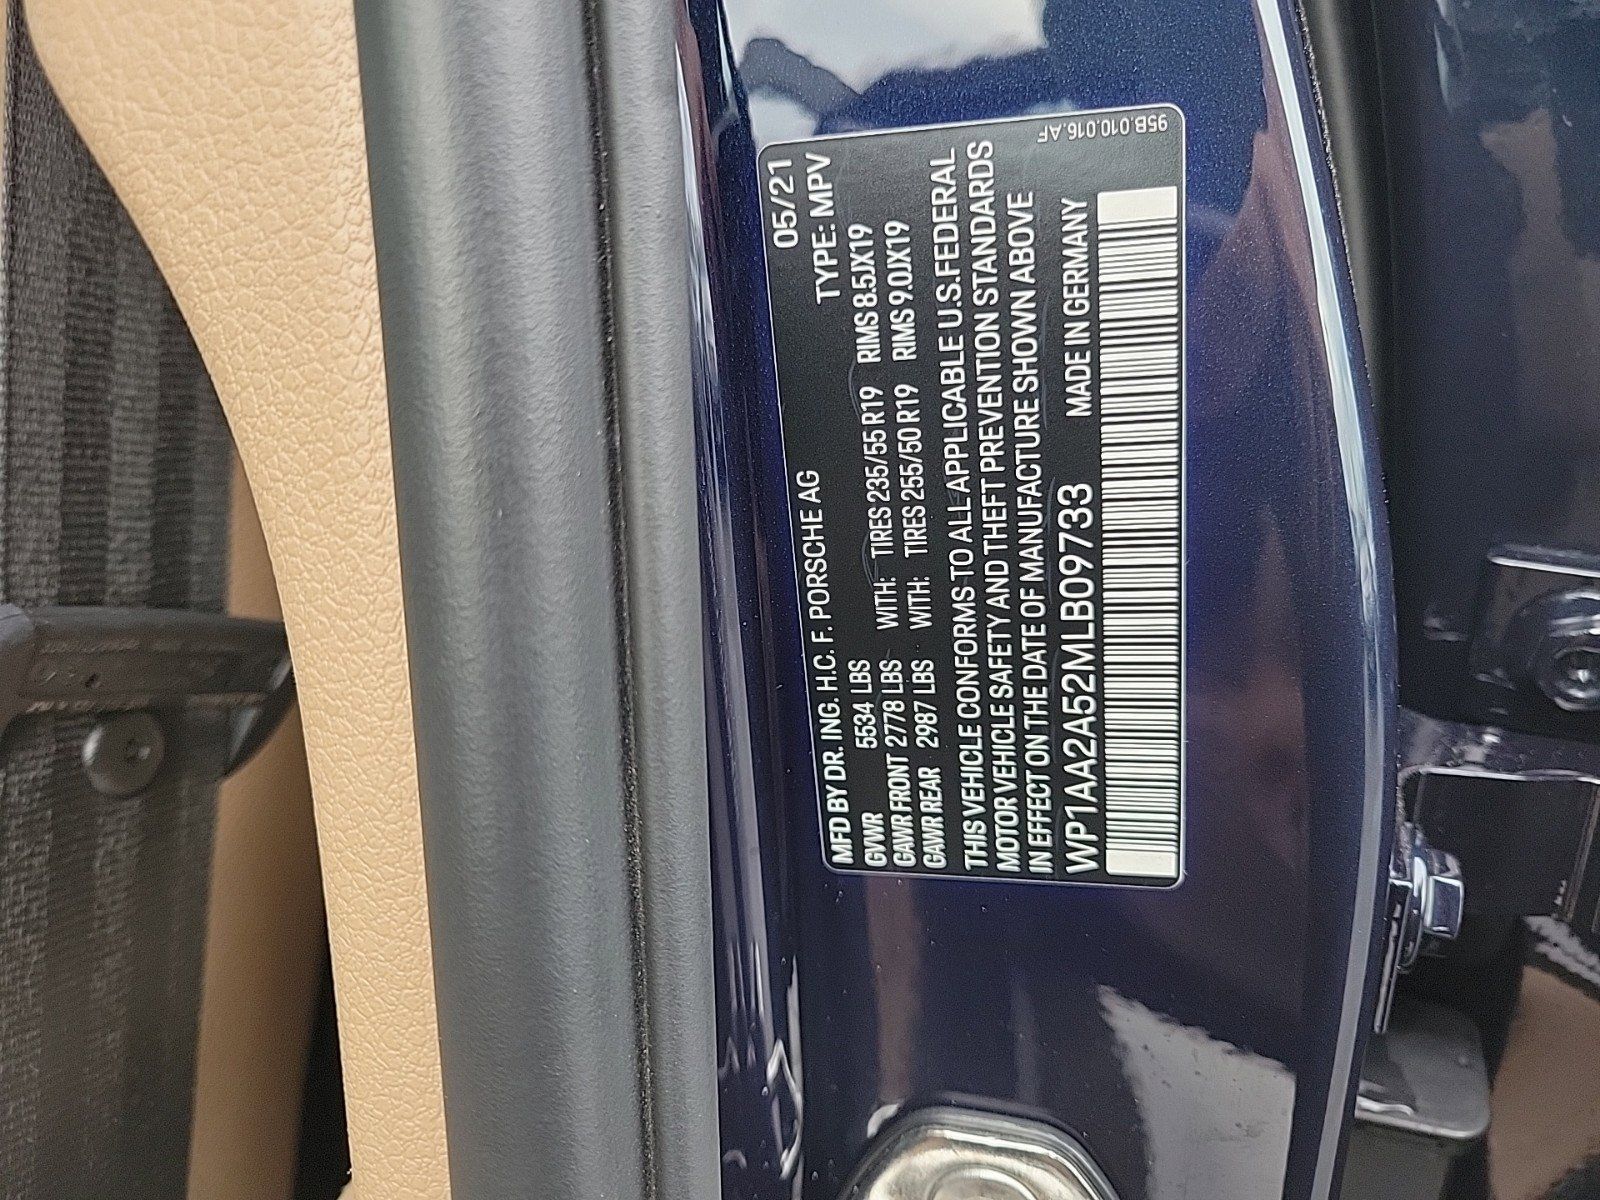 05/21
MFD BY DR. ING. H.C. F. PORSCHE AG TYPE: MPV
GVWR 5534 LBS WITH: TIRES 235/55 R19 RIMS 8.5JX19
GAWR FRONT 2778 LBS WITH: TIRES 255/50 R19 RIMS 9.0JX19
GAWR REAR 2987 LBS
THIS VEHICLE CONFORMS TO ALL APPLICABLE U.S. FEDERAL
MOTOR VEHICLE SAFETY AND THEFT PREVENTION STANDARDS
IN EFFECT ON THE DATE OF MANUFACTURE SHOWN ABOVE
WP1AA2A52MLB09733 MADE IN GERMANY
95B.010.016.AF